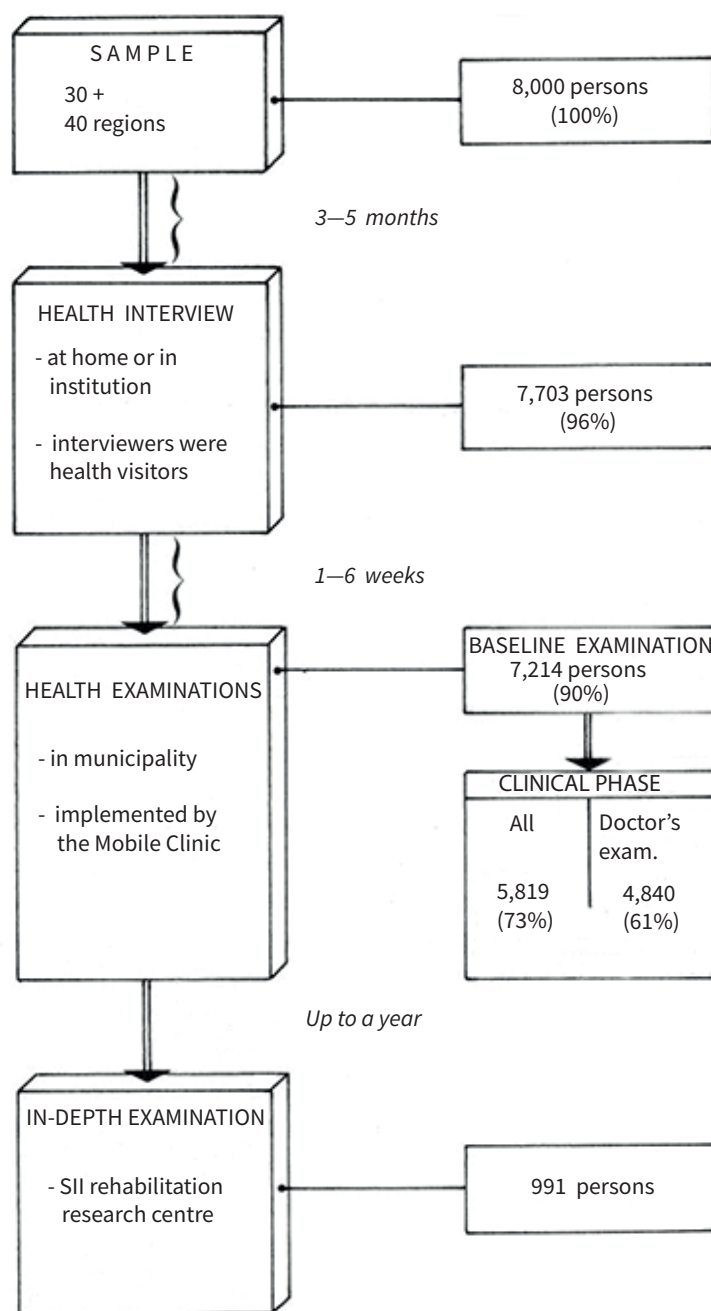 SAMPLE
30 +
40 regions
8,000 persons
(100%)
3—5 months
HEALTH INTERVIEW
- at home or in
institution
- interviewers were
health visitors
7,703 persons
(96%)
1—6 weeks
HEALTH EXAMINATIONS
- in municipality
- implemented by
the Mobile Clinic
BASELINE EXAMINATION
7,214 persons
(90%)
CLINICAL PHASE
All
5,819
(73%)
Doctor’s
exam.
4,840
(61%)
Up to a year
IN-DEPTH EXAMINATION
- SII rehabilitation
research centre
991 persons